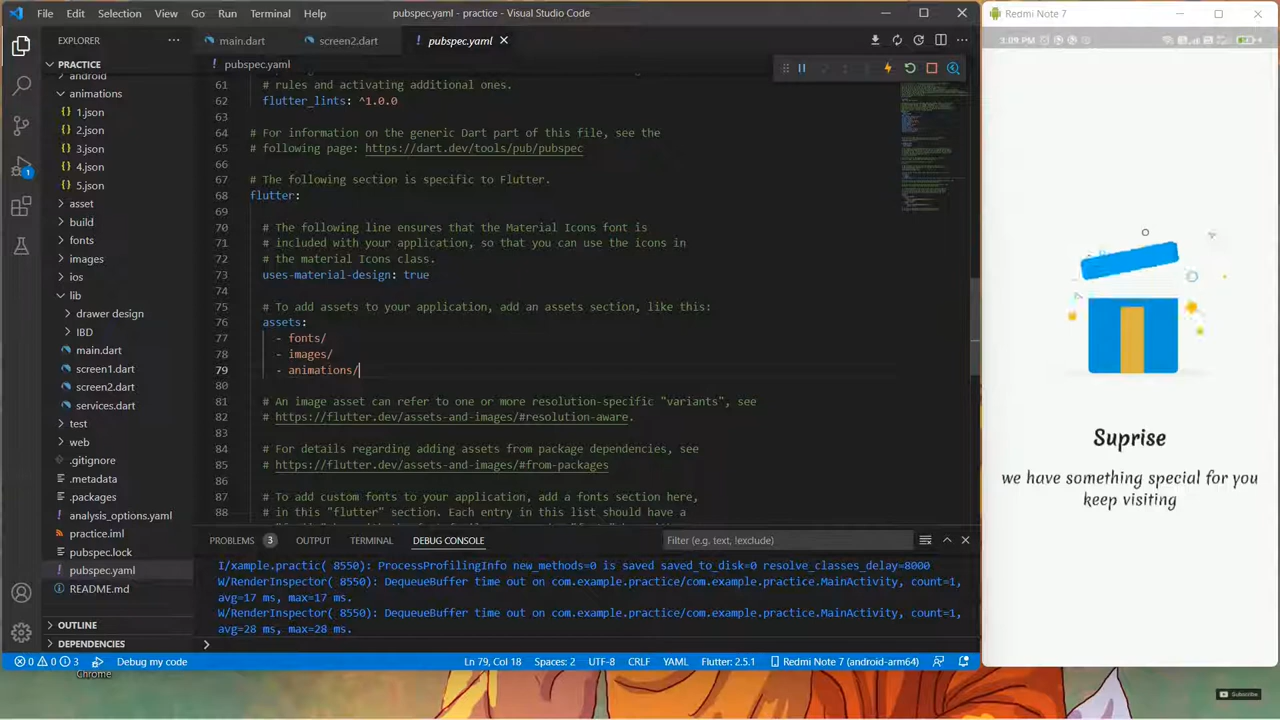 File Edit Selection View Go Run Terminal Help
pubspec.yaml - practice - Visual Studio Code
Redmi Note 7
EXPLORER
PRACTICE
android
animations
1.json
2.json
3.json
4.json
5.json
asset
build
fonts
images
ios
lib
drawer design
IBD
main.dart
screen1.dart
screen2.dart
services.dart
test
web
.gitignore
.metadata
.packages
analysis_options.yaml
practice.iml
pubspec.lock
pubspec.yaml
README.md
OUTLINE
DEPENDENCIES
main.dart
pubspec.yaml
61 # rules and activating additional ones.
62 flutter_lints: ^1.0.0
64 # For information on the generic Dart part of this file, see the
# following page: https://dart.dev/tools/pub/pubspec
67 # The following section is specific to Flutter.
68 flutter:
69
70 # The following line ensures that the Material Icons font is
71 # included with your application, so that you can use the icons in
72 # the material Icons class.
73 uses-material-design: true
74
75 # To add assets to your application, add an assets section, like this:
76 assets:
77 - fonts/
78 - images/
79 - animations/
80
81 # An image asset can refer to one or more resolution-specific "variants", see
82 # https://flutter.dev/assets-and-images/#resolution-aware.
83
84 # For details regarding adding assets from package dependencies, see
85 # https://flutter.dev/assets-and-images/#from-packages
86
87 # To add custom fonts to your application, add a fonts section here,
88 # in this "flutter" section. Each entry in this list should have a
PROBLEMS 3 OUTPUT TERMINAL DEBUG CONSOLE
Filter (e.g. text, !exclude)
I/xample.practic( 8550): ProcessProfilingInfo new_methods=0 is saved saved_to_disk=0 resolve_classes_delay=8000
W/RenderInspector( 8550): DequeueBuffer time out on com.example.practice/com.example.practice.MainActivity, count=1,
avg=17 ms, max=17 ms.
W/RenderInspector( 8550): DequeueBuffer time out on com.example.practice/com.example.practice.MainActivity, count=1,
avg=28 ms, max=28 ms.
0 0 3 Debug my code
Ln 79, Col 18 Spaces: 2 UTF-8 CRLF YAML Flutter: 2.5.1 Redmi Note 7 (android-arm64)
3:09 PM
Suprise
we have something special for you
keep visiting
Chrome
Subscribe